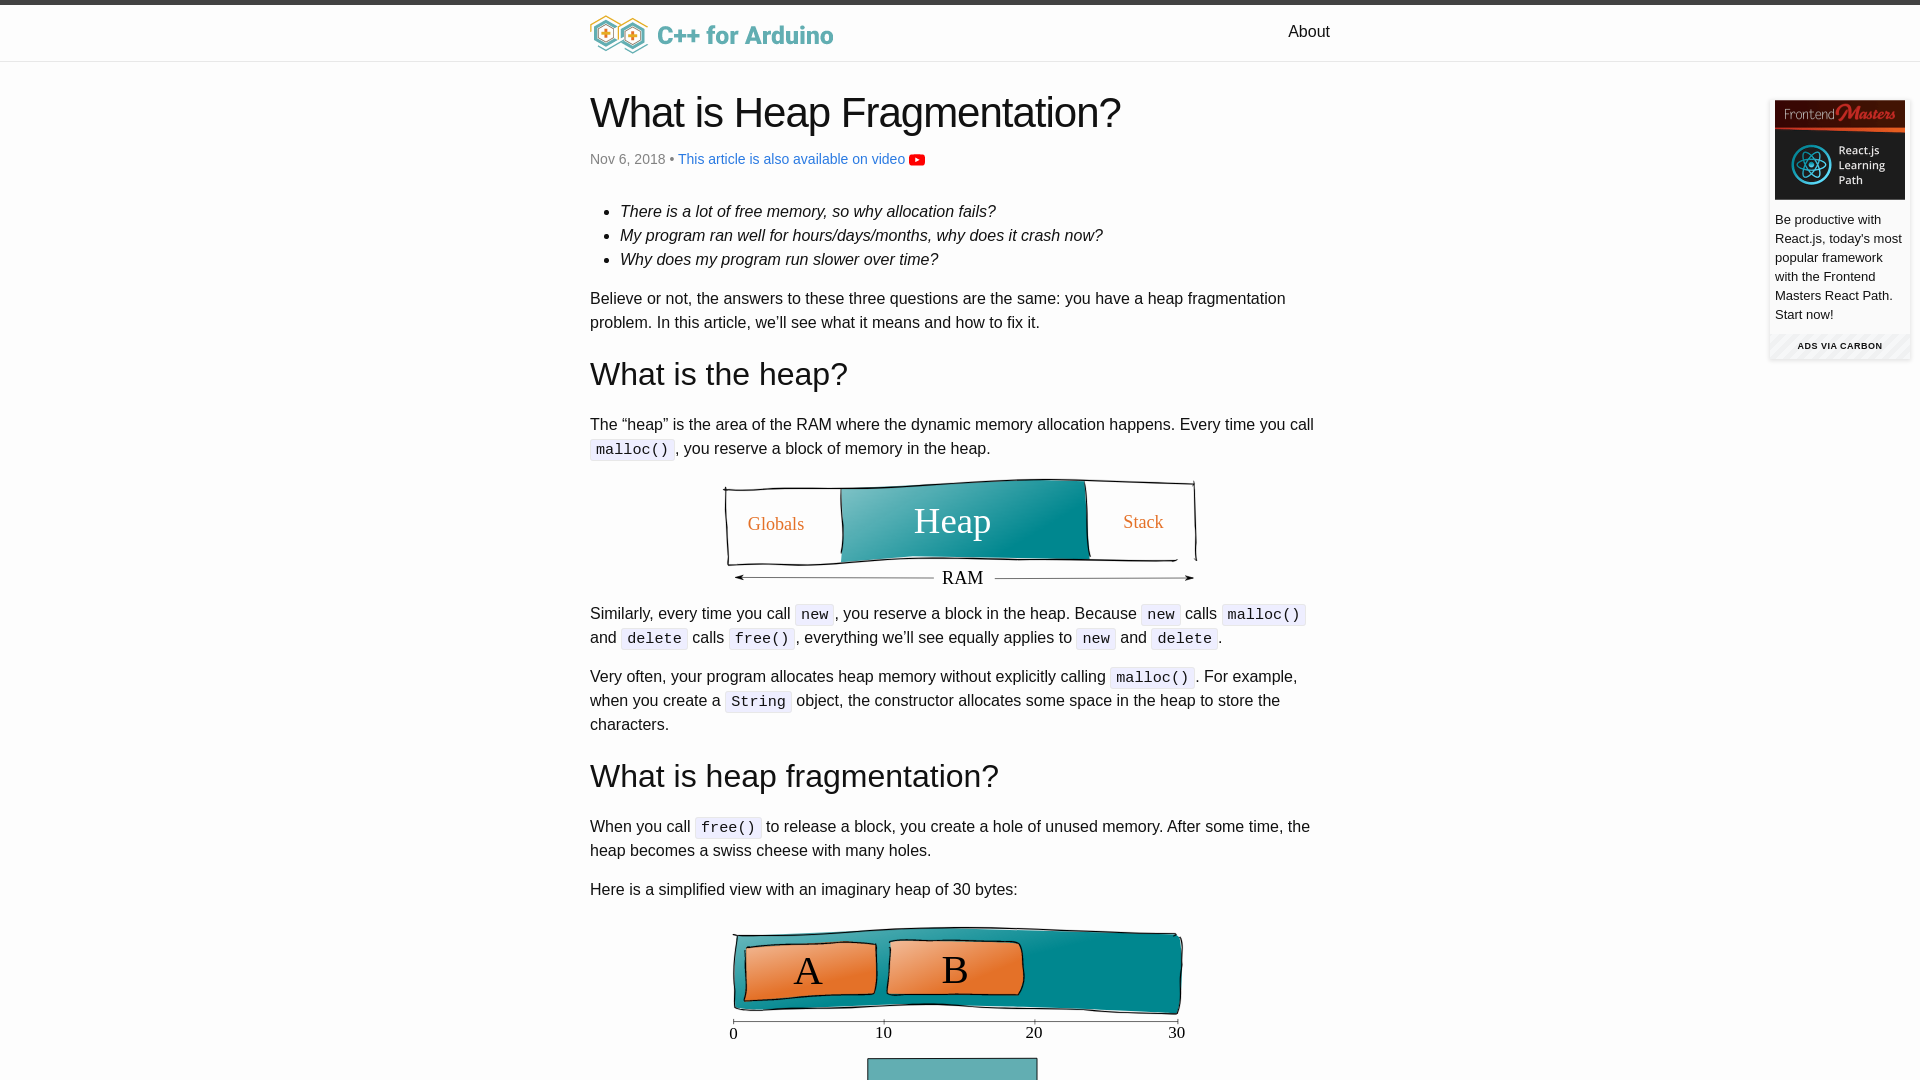 C++ for Arduino
About
What is Heap Fragmentation?
Nov 6, 2018 • This article is also available on video
• There is a lot of free memory, so why allocation fails?
• My program ran well for hours/days/months, why does it crash now?
• Why does my program run slower over time?
Believe or not, the answers to these three questions are the same: you have a heap fragmentation
problem. In this article, we’ll see what it means and how to fix it.
What is the heap?
The “heap” is the area of the RAM where the dynamic memory allocation happens. Every time you call
malloc(), you reserve a block of memory in the heap.
Globals
Heap
Stack
RAM
Similarly, every time you call new, you reserve a block in the heap. Because new calls malloc()
and delete calls free(), everything we’ll see equally applies to new and delete.
Very often, your program allocates heap memory without explicitly calling malloc(). For example,
when you create a String object, the constructor allocates some space in the heap to store the
characters.
What is heap fragmentation?
When you call free() to release a block, you create a hole of unused memory. After some time, the
heap becomes a swiss cheese with many holes.
Here is a simplified view with an imaginary heap of 30 bytes:
A
B
0 10 20 30
Frontend Masters
React.js
Learning
Path
Be productive with
React.js, today's most
popular framework
with the Frontend
Masters React Path.
Start now!
ADS VIA CARBON